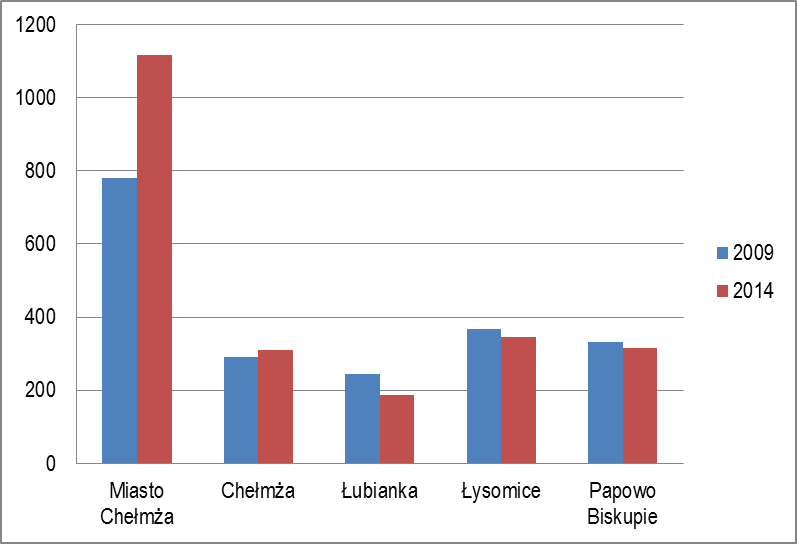 1200
1000
800
600
400
200
0
Miasto
Chełmża
Chełmża
Łubianka
Łysomice
Papowo
Biskupie
2009
2014